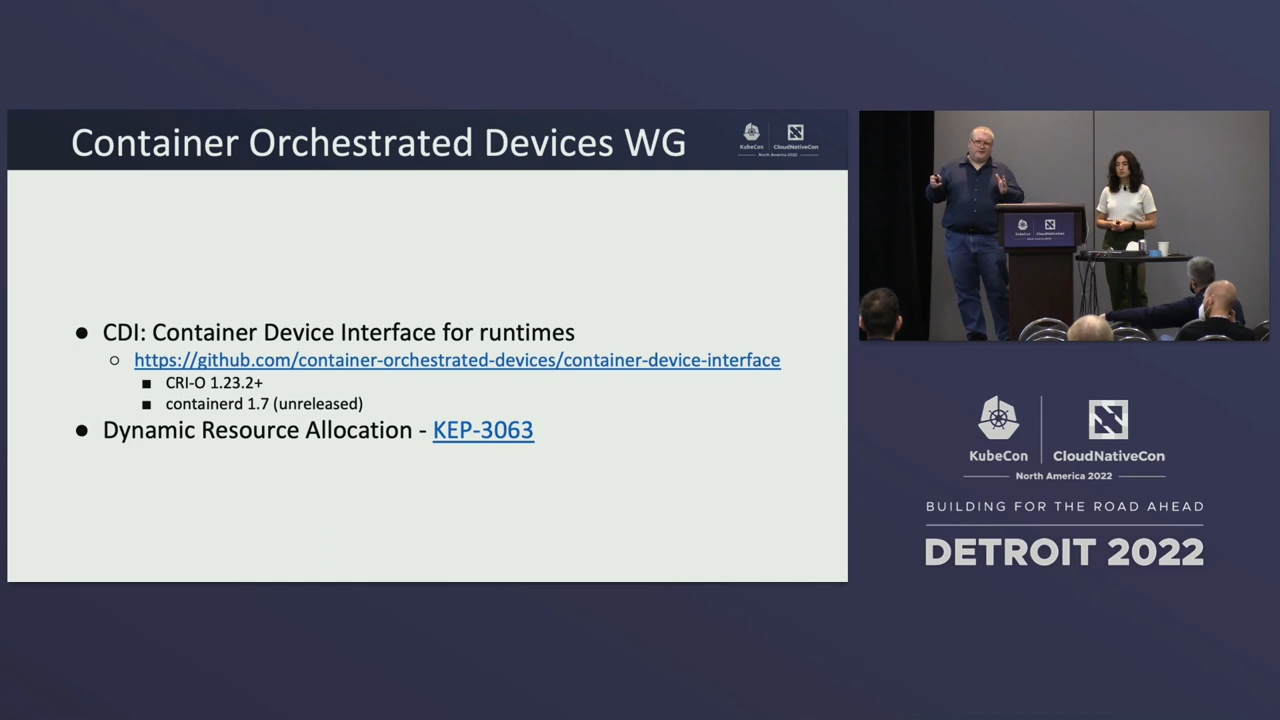 Container Orchestrated Devices WG
KubeCon
CloudNativeCon
North America 2022
● CDI: Container Device Interface for runtimes
○ https://github.com/container-orchestrated-devices/container-device-interface
■ CRI-O 1.23.2+
■ containerd 1.7 (unreleased)
● Dynamic Resource Allocation - KEP-3063
KubeCon
CloudNativeCon
KubeCon
CloudNativeCon
North America 2022
BUILDING FOR THE ROAD AHEAD
DETROIT 2022